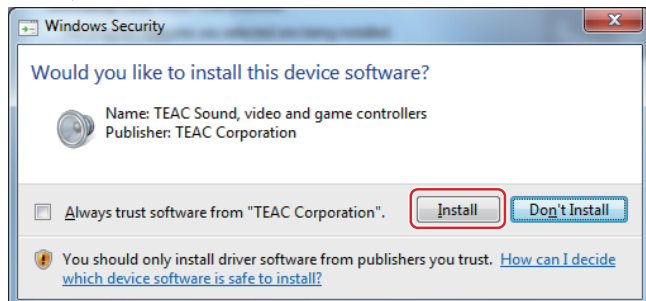 Windows Security
Would you like to install this device software?
Name: TEAC Sound, video and game controllers
Publisher: TEAC Corporation
Always trust software from "TEAC Corporation".
Install
Don't Install
You should only install driver software from publishers you trust. How can I decide
which device software is safe to install?